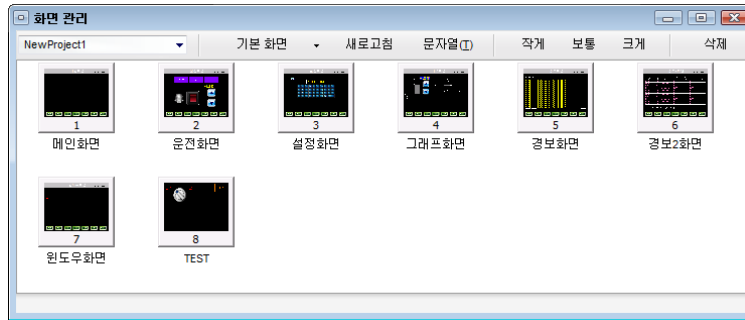 화면 관리
NewProject1 기본 화면 새로고침 문자열(T) 작게 보통 크게 삭제
1 2 3 4 5 6
메인화면 운전화면 설정화면 그래프화면 경보화면 경보2화면
7 8
윈도우화면 TEST